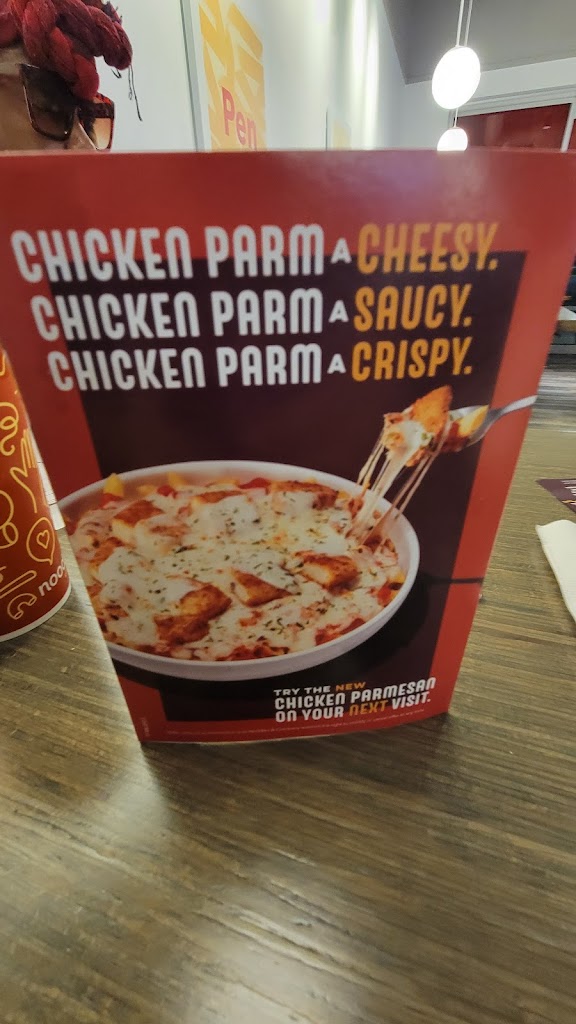 Pen
CHICKEN PARM A CHEESY.
CHICKEN PARM A SAUCY.
CHICKEN PARM A CRISPY.
noo
TRY THE NEW
CHICKEN PARMESAN
ON YOUR NEXT VISIT.